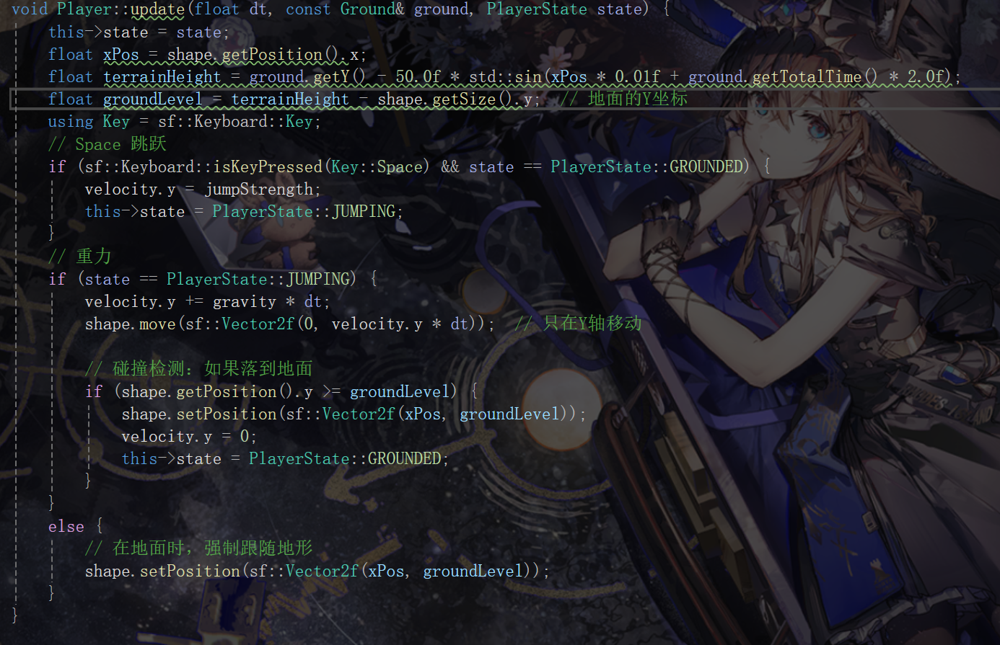 void Player::update(float dt, const Ground& ground, PlayerState state) {
this->state = state;
float xPos = shape.getPosition().x;
float terrainHeight = ground.getY() - 50.0f * std::sin(xPos * 0.01f + ground.getTotalTime() * 2.0f);
float groundLevel = terrainHeight - shape.getSize().y; // 地面的Y坐标
using Key = sf::Keyboard::Key;
// Space 跳跃
if (sf::Keyboard::isKeyPressed(Key::Space) && state == PlayerState::GROUNDED) {
velocity.y = jumpStrength;
this->state = PlayerState::JUMPING;
}
// 重力
if (state == PlayerState::JUMPING) {
velocity.y += gravity * dt;
shape.move(sf::Vector2f(0, velocity.y * dt)); // 只在Y轴移动
// 碰撞检测: 如果落到地面
if (shape.getPosition().y >= groundLevel) {
shape.setPosition(sf::Vector2f(xPos, groundLevel));
velocity.y = 0;
this->state = PlayerState::GROUNDED;
}
}
else {
// 在地面时，强制跟随地形
shape.setPosition(sf::Vector2f(xPos, groundLevel));
}
}